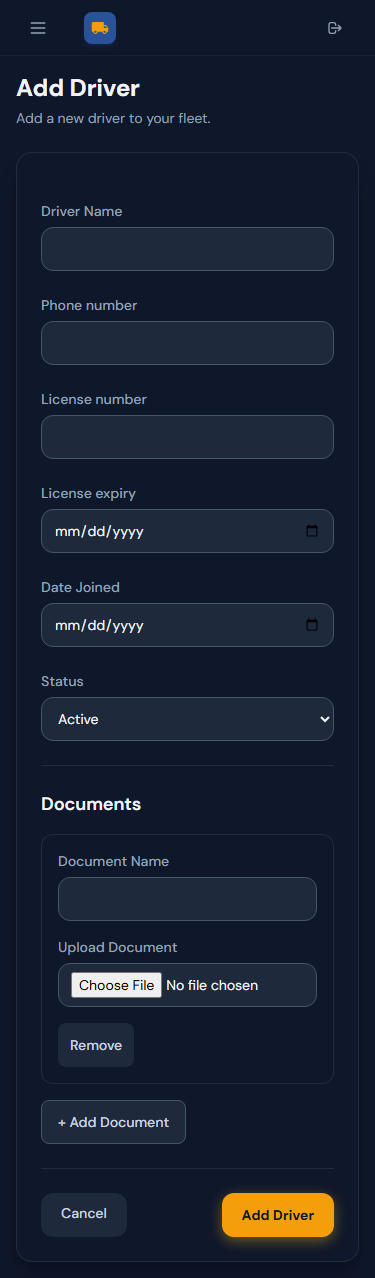 Add Driver
Add a new driver to your fleet.
Driver Name
Phone number
License number
License expiry
mm/dd/yyyy
Date Joined
mm/dd/yyyy
Status
Active
Documents
Document Name
Upload Document
Choose File No file chosen
Remove
+ Add Document
Cancel Add Driver